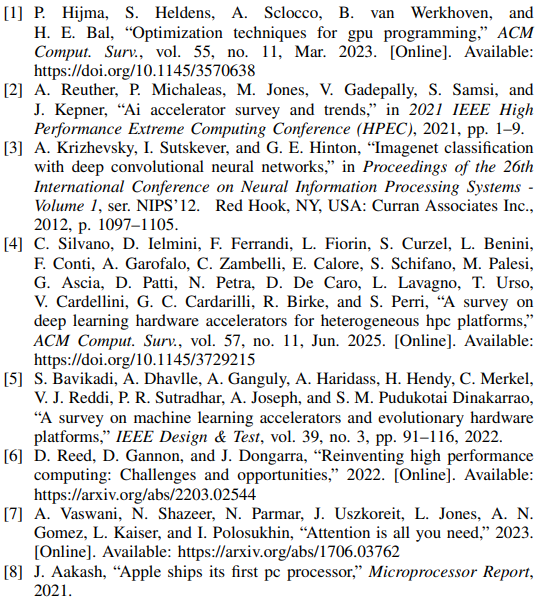 [1] P. Hijma, S. Heldens, A. Sclocco, B. van Werkhoven, and
H. E. Bal, “Optimization techniques for gpu programming,” ACM
Comput. Surv., vol. 55, no. 11, Mar. 2023. [Online]. Available:
https://doi.org/10.1145/3570638
[2] A. Reuther, P. Michaleas, M. Jones, V. Gadepally, S. Samsi, and
J. Kepner, “Ai accelerator survey and trends,” in 2021 IEEE High
Performance Extreme Computing Conference (HPEC), 2021, pp. 1–9.
[3] A. Krizhevsky, I. Sutskever, and G. E. Hinton, “Imagenet classification
with deep convolutional neural networks,” in Proceedings of the 26th
International Conference on Neural Information Processing Systems -
Volume 1, ser. NIPS’12. Red Hook, NY, USA: Curran Associates Inc.,
2012, p. 1097–1105.
[4] C. Silvano, D. Ielmini, F. Ferrandi, L. Fiorin, S. Curzel, L. Benini,
F. Conti, A. Garofalo, C. Zambelli, E. Calore, S. Schifano, M. Palesi,
G. Ascia, D. Patti, N. Petra, D. De Caro, L. Lavagno, T. Urso,
V. Cardellini, G. C. Cardarilli, R. Birke, and S. Perri, “A survey on
deep learning hardware accelerators for heterogeneous hpc platforms,”
ACM Comput. Surv., vol. 57, no. 11, Jun. 2025. [Online]. Available:
https://doi.org/10.1145/3729215
[5] S. Bavikadi, A. Dhavlle, A. Ganguly, A. Haridass, H. Hendy, C. Merkel,
V. J. Reddi, P. R. Sutradhar, A. Joseph, and S. M. Pudukotai Dinakarrao,
“A survey on machine learning accelerators and evolutionary hardware
platforms,” IEEE Design & Test, vol. 39, no. 3, pp. 91–116, 2022.
[6] D. Reed, D. Gannon, and J. Dongarra, “Reinventing high performance
computing: Challenges and opportunities,” 2022. [Online]. Available:
https://arxiv.org/abs/2203.02544
[7] A. Vaswani, N. Shazeer, N. Parmar, J. Uszkoreit, L. Jones, A. N.
Gomez, L. Kaiser, and I. Polosukhin, “Attention is all you need,” 2023.
[Online]. Available: https://arxiv.org/abs/1706.03762
[8] J. Aakash, “Apple ships its first pc processor,” Microprocessor Report,
2021.